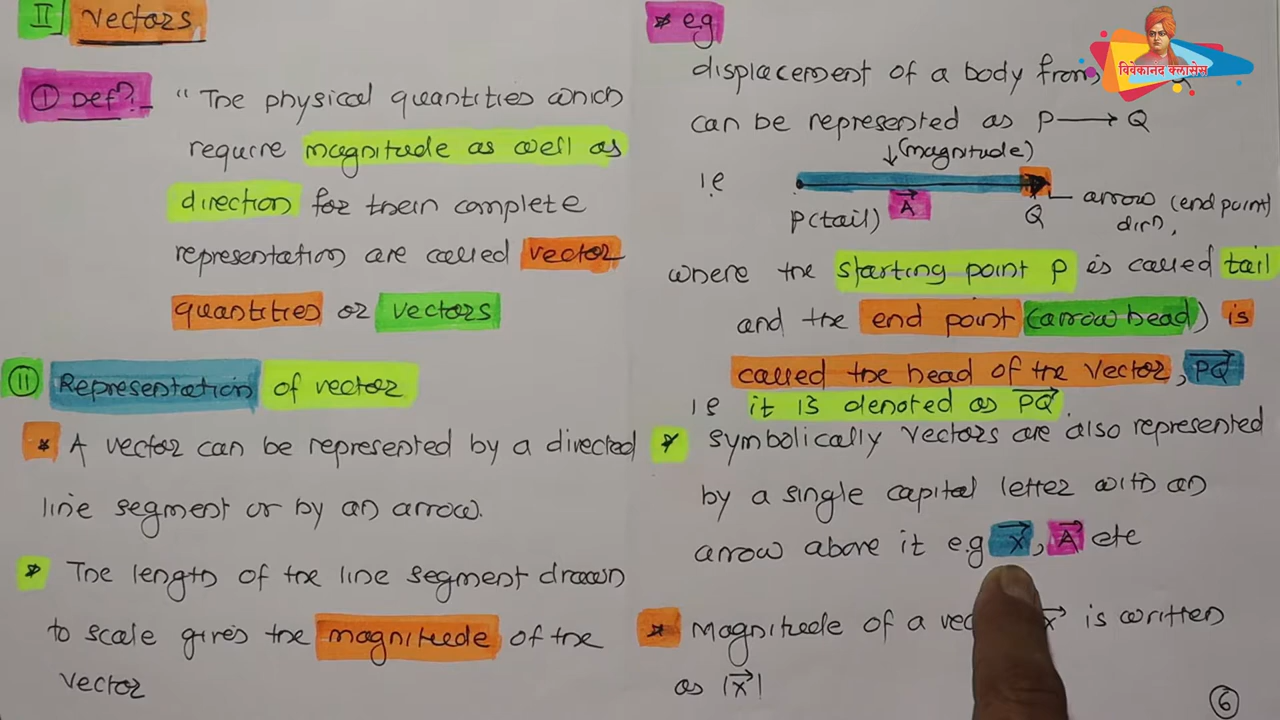 II Vectors
① Defn:- "The physical quantities which
require magnitude as well as
direction for their complete
representation are called vector
quantities or vectors
II Representation of vector
* A vector can be represented by a directed
line segment or by an arrow.
* The length of the line segment drawn
to scale gives the magnitude of the
vector
* e.g
displacement of a body from
can be represented as P⟶Q
↓(magnitude)
i.e
P(tail) A⃗ Q arrow (end point)
dirn,
where the starting point P is called tail
and the end point (arrow head) is
called the head of the vector, PQ⃗
ie it is denoted as PQ⃗.
* symbolically vectors are also represented
by a single capital letter with an
arrow above it e.g X⃗, A⃗ etc
* Magnitude of a X⃗ is written
as |X⃗|
6
विवेकानंद क्लासेस